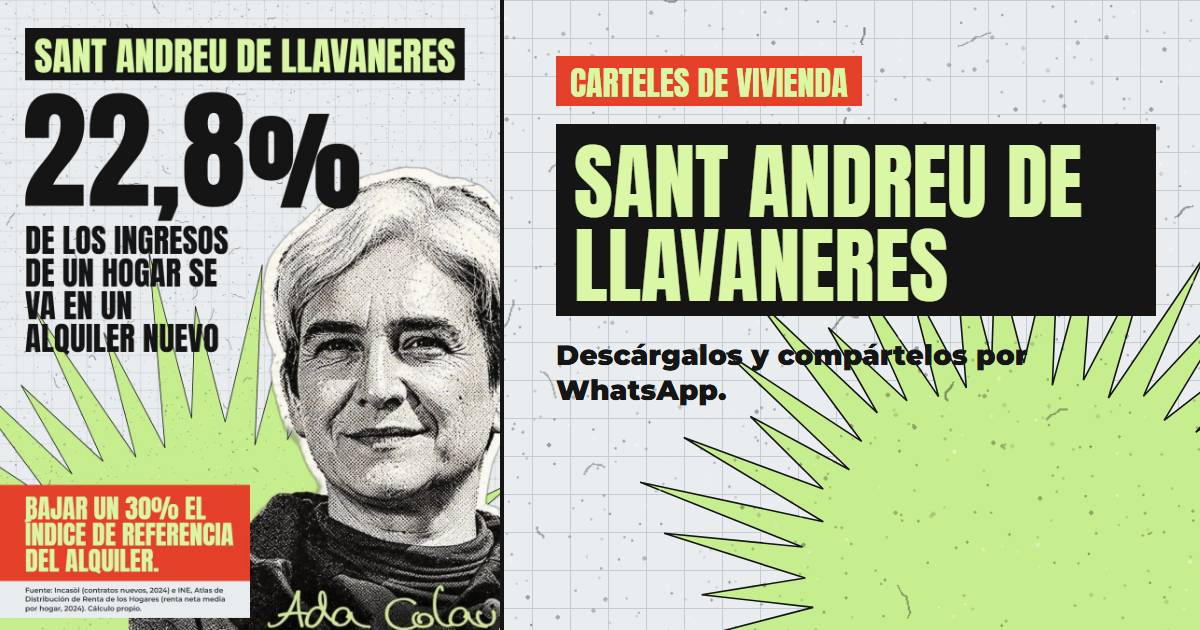 SANT ANDREU DE LLAVANERES
22,8%
DE LOS INGRESOS
DE UN HOGAR SE
VA EN UN
ALQUILER NUEVO
BAJAR UN 30% EL
ÍNDICE DE REFERENCIA
DEL ALQUILER.
Fuente: Incasòl (contratos nuevos, 2024) e INE, Atlas de
Distribución de Renta de los Hogares (renta neta media
por hogar, 2024). Cálculo propio.
Ada Colau
CARTELES DE VIVIENDA
SANT ANDREU DE
LLAVANERES
Descárgalos y compártelos por
WhatsApp.